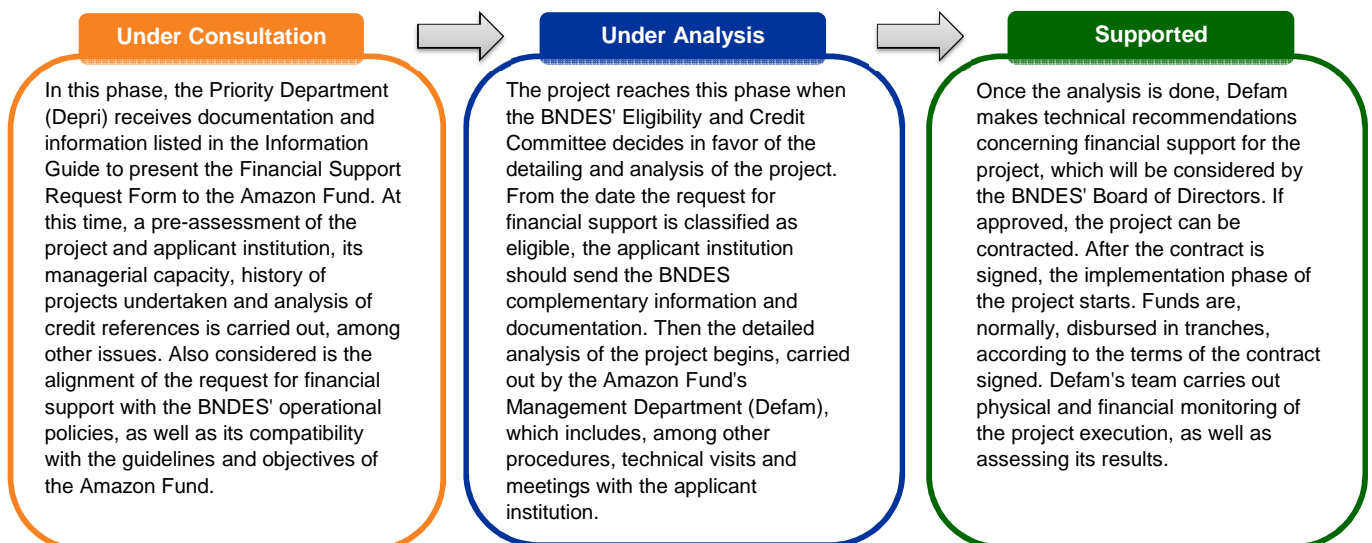 Under Consultation
In this phase, the Priority Department
(Depri) receives documentation and
information listed in the Information
Guide to present the Financial Support
Request Form to the Amazon Fund. At
this time, a pre-assessment of the
project and applicant institution, its
managerial capacity, history of
projects undertaken and analysis of
credit references is carried out, among
other issues. Also considered is the
alignment of the request for financial
support with the BNDES' operational
policies, as well as its compatibility
with the guidelines and objectives of
the Amazon Fund.
Under Analysis
The project reaches this phase when
the BNDES' Eligibility and Credit
Committee decides in favor of the
detailing and analysis of the project.
From the date the request for
financial support is classified as
eligible, the applicant institution
should send the BNDES
complementary information and
documentation. Then the detailed
analysis of the project begins, carried
out by the Amazon Fund's
Management Department (Defam),
which includes, among other
procedures, technical visits and
meetings with the applicant
institution.
Supported
Once the analysis is done, Defam
makes technical recommendations
concerning financial support for the
project, which will be considered by
the BNDES' Board of Directors. If
approved, the project can be
contracted. After the contract is
signed, the implementation phase of
the project starts. Funds are,
normally, disbursed in tranches,
according to the terms of the contract
signed. Defam's team carries out
physical and financial monitoring of
the project execution, as well as
assessing its results.